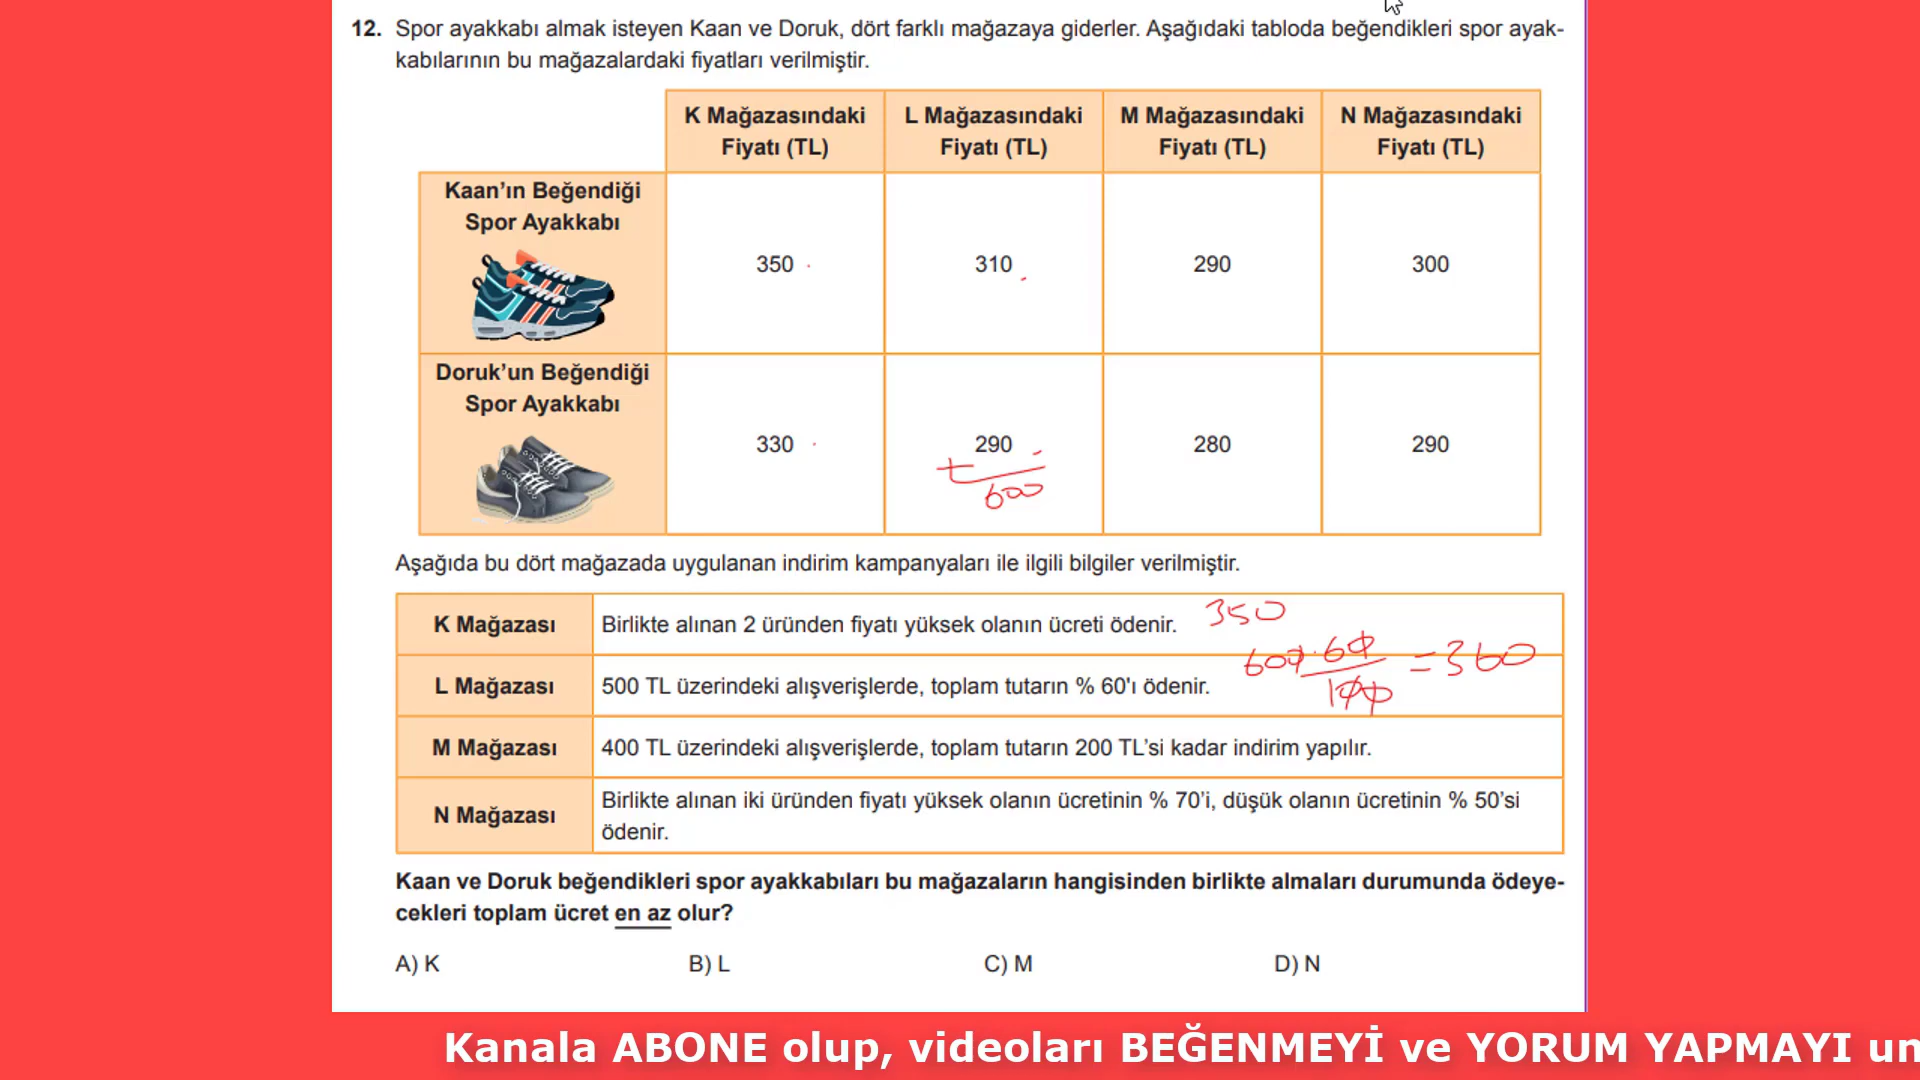 12. Spor ayakkabı almak isteyen Kaan ve Doruk, dört farklı mağazaya giderler. Aşağıdaki tabloda beğendikleri spor ayak-
kabılarının bu mağazalardaki fiyatları verilmiştir.
K Mağazasındaki Fiyatı (TL)
L Mağazasındaki Fiyatı (TL)
M Mağazasındaki Fiyatı (TL)
N Mağazasındaki Fiyatı (TL)
Kaan'ın Beğendiği
Spor Ayakkabı
350 310 290 300
Doruk'un Beğendiği
Spor Ayakkabı
330 290 280 290
+
600
Aşağıda bu dört mağazada uygulanan indirim kampanyaları ile ilgili bilgiler verilmiştir.
K Mağazası Birlikte alınan 2 üründen fiyatı yüksek olanın ücreti ödenir. 350
L Mağazası 500 TL üzerindeki alışverişlerde, toplam tutarın % 60'ı ödenir. 600 · 60 / 100 = 360
M Mağazası 400 TL üzerindeki alışverişlerde, toplam tutarın 200 TL'si kadar indirim yapılır.
N Mağazası Birlikte alınan iki üründen fiyatı yüksek olanın ücretinin % 70'i, düşük olanın ücretinin % 50'si
ödenir.
Kaan ve Doruk beğendikleri spor ayakkabıları bu mağazaların hangisinden birlikte almaları durumunda ödeye-
cekleri toplam ücret en az olur?
A) K B) L C) M D) N
Kanala ABONE olup, videoları BEĞENMEYİ ve YORUM YAPMAYI un